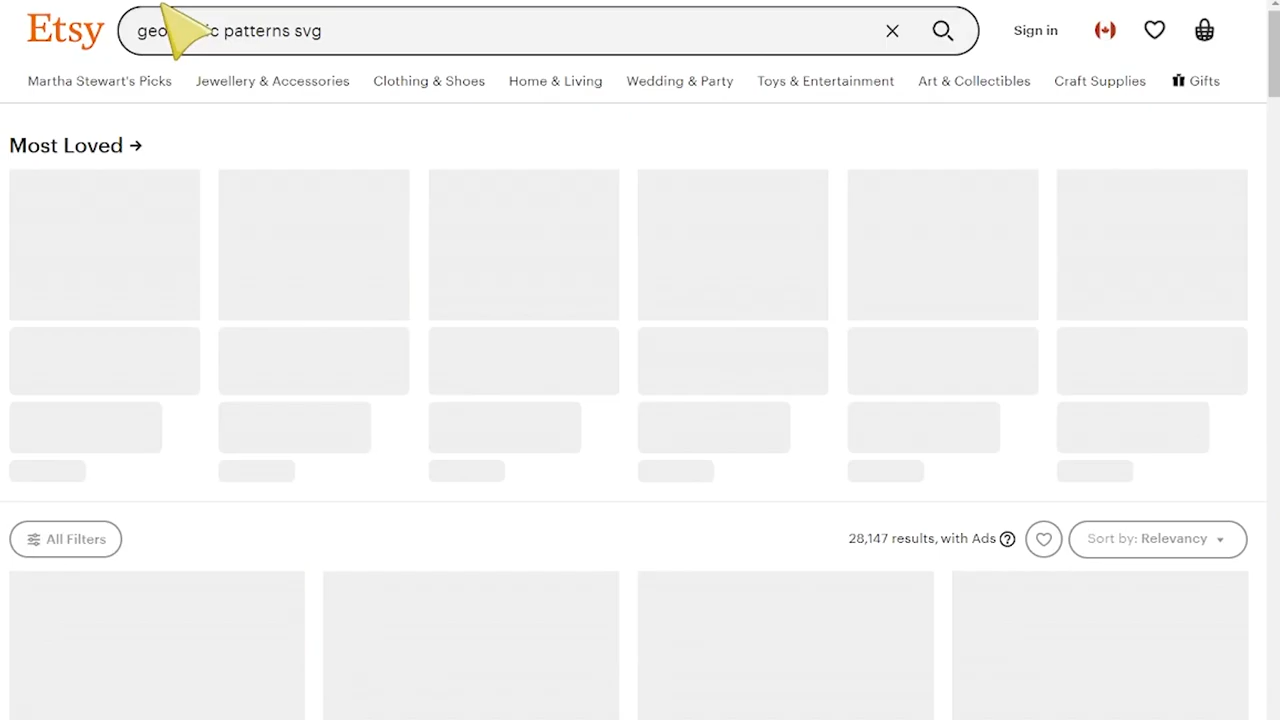 Etsy
patterns svg
Sign in
Martha Stewart's Picks
Jewellery & Accessories
Clothing & Shoes
Home & Living
Wedding & Party
Toys & Entertainment
Art & Collectibles
Craft Supplies
Gifts
Most Loved →
All Filters
28,147 results, with Ads ?
Sort by: Relevancy